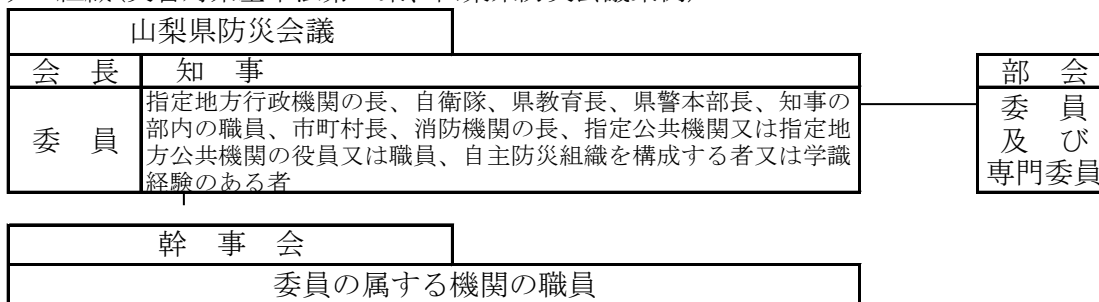 山梨県防災会議
会　長　知　事
部　会
委　員
指定地方行政機関の長、自衛隊、県教育長、県警本部長、知事の
部内の職員、市町村長、消防機関の長、指定公共機関又は指定地
方公共機関の役員又は職員、自主防災組織を構成する者又は学識
経験のある者
委　員
及　び
専門委員
幹　事　会
委員の属する機関の職員